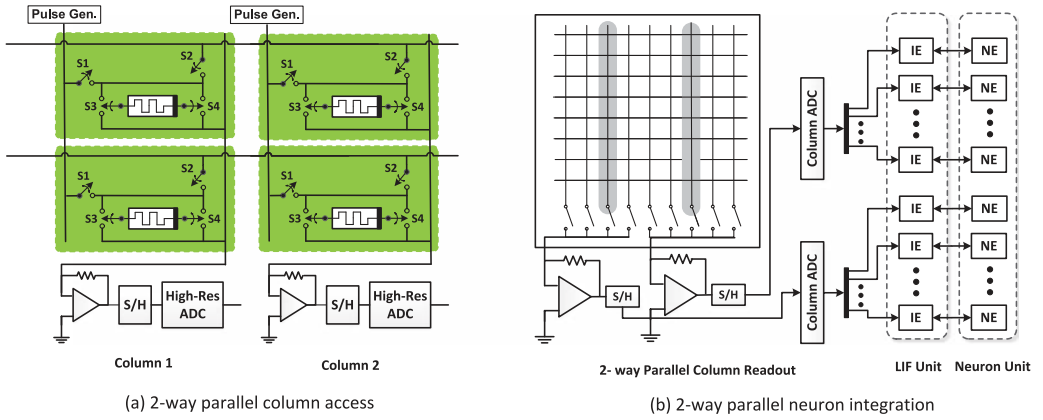 Pulse Gen.
Pulse Gen.
S1
S2
S3
S4
S1
S2
S3
S4
S1
S2
S3
S4
S1
S2
S3
S4
S/H
High-Res
ADC
S/H
High-Res
ADC
Column 1
Column 2
(a) 2-way parallel column access
S/H
S/H
Column ADC
Column ADC
IE
NE
IE
NE
IE
NE
IE
NE
IE
NE
IE
NE
2- way Parallel Column Readout
LIF Unit
Neuron Unit
(b) 2-way parallel neuron integration